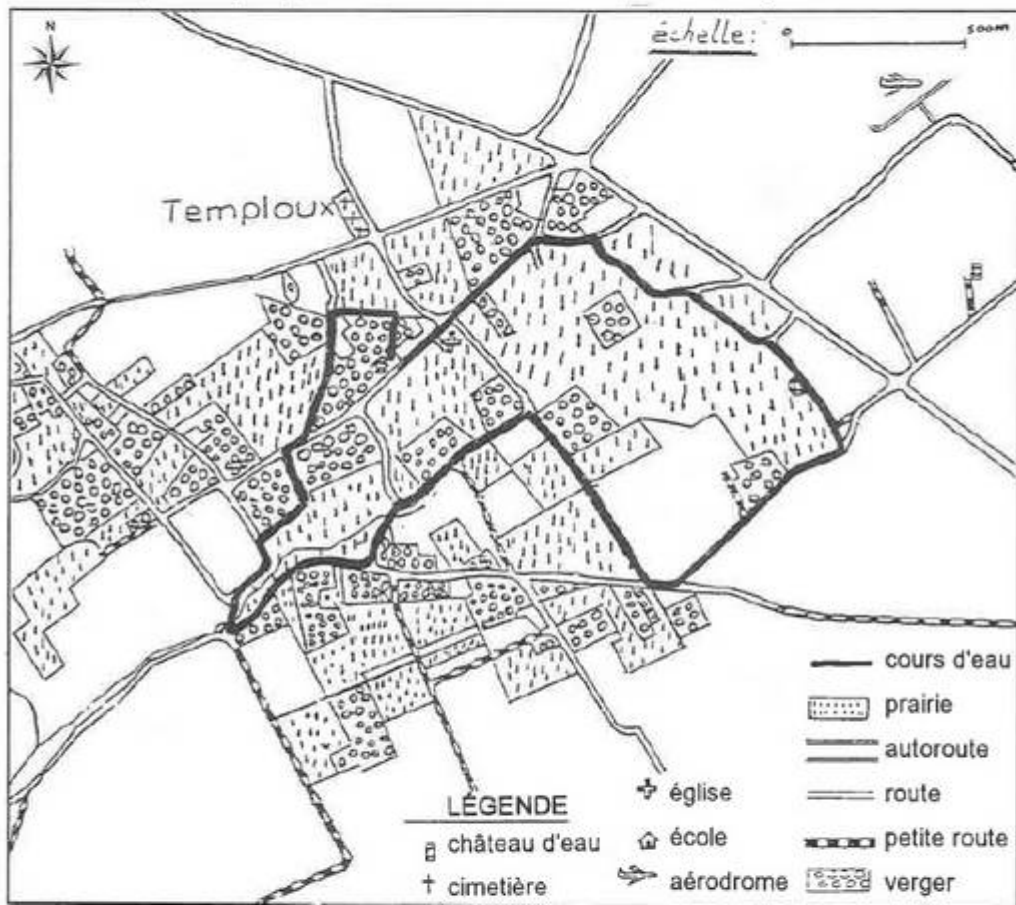 N
échelle:
0 500m
Temploux
LÉGENDE
château d'eau
cimetière
église
école
aérodrome
cours d'eau
prairie
autoroute
route
petite route
verger